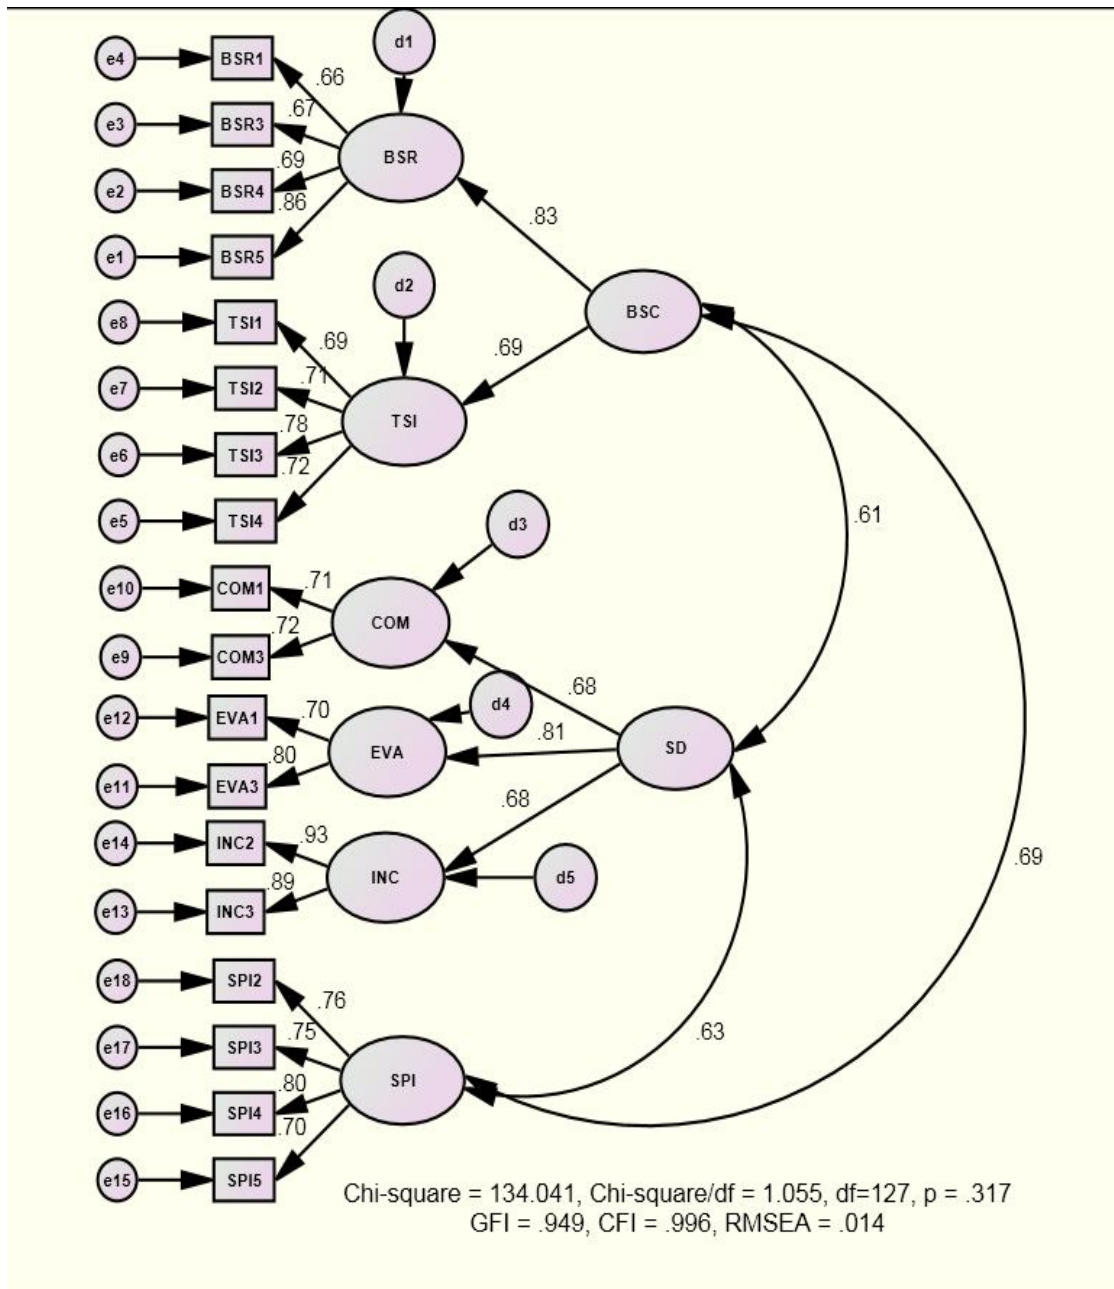 d1
e4 BSR1 .66
e3 BSR3 .67
BSR
e2 BSR4 .69
e1 BSR5 .86
.83
d2
BSC
e8 TSI1 .69
.69
e7 TSI2 .71
TSI
e6 TSI3 .78
e5 TSI4 .72
.61
d3
e10 COM1 .71
COM
e9 COM3 .72
.68
d4
e12 EVA1 .70
.81
SD
EVA
e11 EVA3 .80
.68
e14 INC2 .93
.69
INC
d5
e13 INC3 .89
e18 SPI2 .76
.63
e17 SPI3 .75
SPI
e16 SPI4 .80
e15 SPI5 .70
Chi-square = 134.041, Chi-square/df = 1.055, df=127, p = .317
GFI = .949, CFI = .996, RMSEA = .014